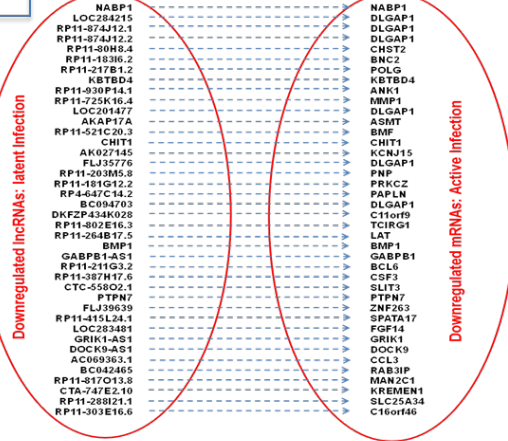 Downregulated lncRNAs: latent Infection
NABP1 NABP1
LOC284215 DLGAP1
RP11-874J12.1 DLGAP1
RP11-874J12.2 DLGAP1
RP11-80H8.4 CHST2
RP11-183I6.2 BNC2
RP11-217B1.2 POLG
KBTBD4 KBTBD4
RP11-930P14.1 ANK1
RP11-725K16.4 MMP1
LOC201477 DLGAP1
AKAP17A ASMT
RP11-521C20.3 BMF
CHIT1 CHIT1
AK027145 KCNJ15
FLJ35776 DLGAP1
RP11-203M5.8 PNP
RP11-181G12.2 PRKCZ
RP4-647C14.2 PAPLN
BC094703 DLGAP1
DKFZP434K028 C11orf9
RP11-802E16.3 TCIRG1
RP11-264B17.5 LAT
BMP1 BMP1
GABPB1-AS1 GABPB1
RP11-211G3.2 BCL6
RP11-387H17.6 CSF3
CTC-558O2.1 SLIT3
PTPN7 PTPN7
FLJ39639 ZNF263
RP11-415L24.1 SPATA17
LOC283481 FGF14
GRIK1-AS1 GRIK1
DOCK9-AS1 DOCK9
AC069363.1 CCL3
BC042465 RAB3IP
RP11-817O13.8 MAN2C1
CTA-747E2.10 KREMEN1
RP11-288I21.1 SLC25A34
RP11-303E16.6 C16orf46
Downregulated mRNAs: Active Infection